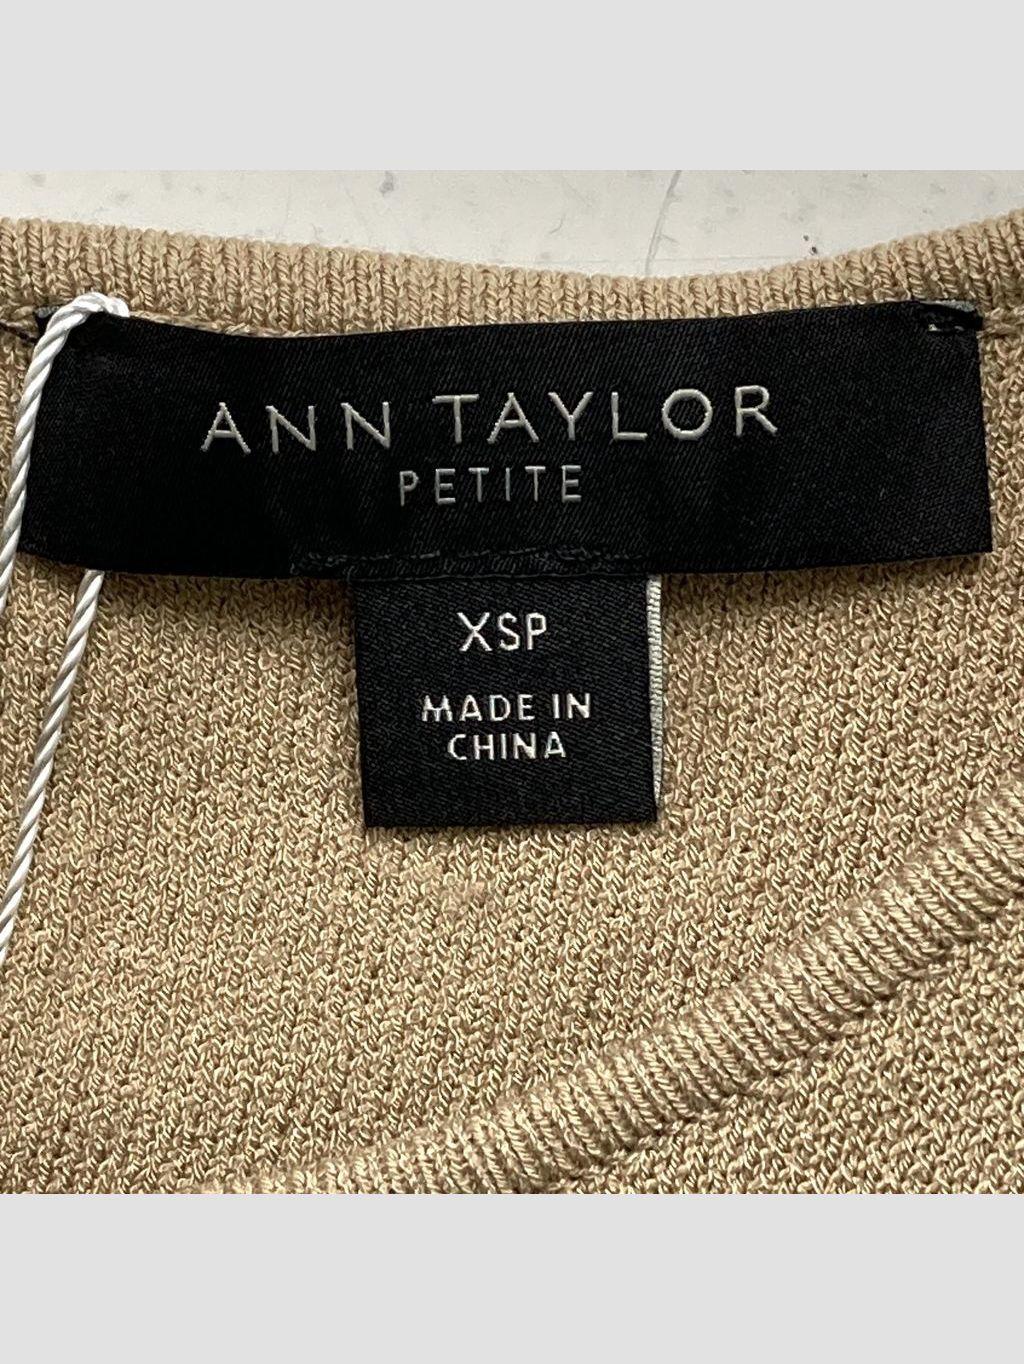 ANN TAYLOR
PETITE
XSP
MADE IN
CHINA